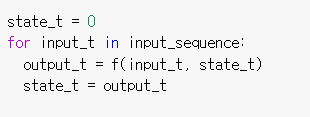 state_t = 0
for input_t in input_sequence:
  output_t = f(input_t, state_t)
  state_t = output_t